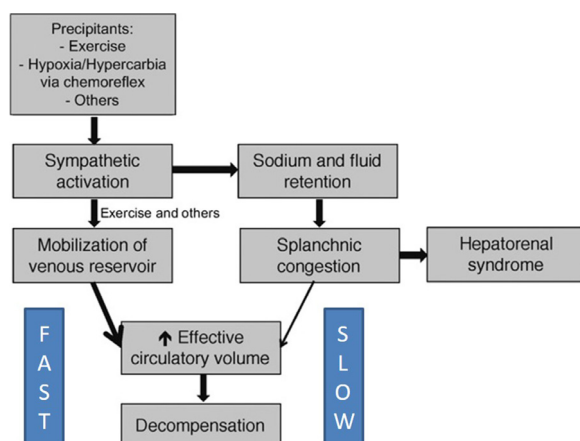 Precipitants:
- Exercise
- Hypoxia/Hypercarbia
via chemoreflex
- Others
Sympathetic
activation
Sodium and fluid
retention
Exercise and others
Mobilization of
venous reservoir
Splanchnic
congestion
Hepatorenal
syndrome
↑ Effective
circulatory volume
Decompensation
F
A
S
T
S
L
O
W